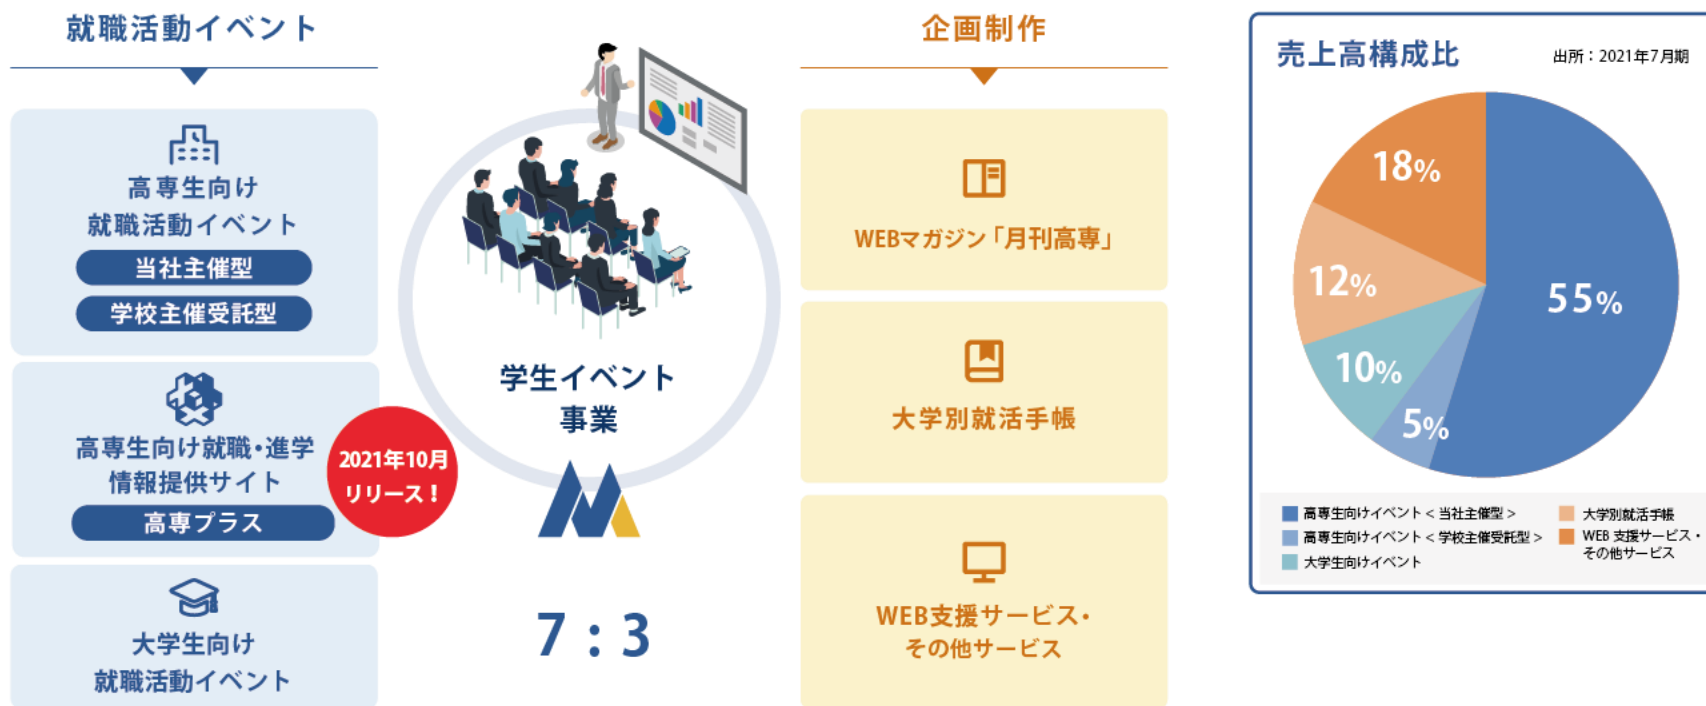 就職活動イベント
高専生向け
就職活動イベント
当社主催型
学校主催受託型
高専生向け就職・進学
情報提供サイト
高専プラス
2021年10月
リリース！
大学生向け
就職活動イベント
学生イベント
事業
7 : 3
企画制作
WEBマガジン「月刊高専」
大学別就活手帳
WEB支援サービス・
その他サービス
売上高構成比
出所：2021年7月期
18%
12%
10%
5%
55%
高専生向けイベント < 当社主催型 >
高専生向けイベント < 学校主催受託型 >
大学生向けイベント
大学別就活手帳
WEB 支援サービス・
その他サービス